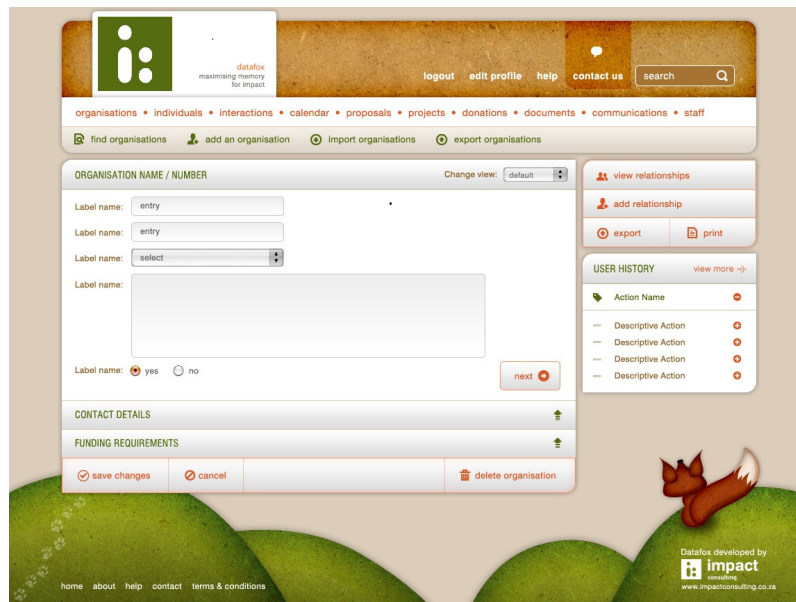 i:
datafox
maximising memory
for impact
logout edit profile help contact us search
organisations • individuals • interactions • calendar • proposals • projects • donations • documents • communications • staff
find organisations add an organisation import organisations export organisations
ORGANISATION NAME / NUMBER Change view: default
Label name: entry
Label name: entry
Label name: select
Label name:
Label name: yes no
next
CONTACT DETAILS
FUNDING REQUIREMENTS
save changes cancel delete organisation
view relationships
add relationship
export print
USER HISTORY view more
Action Name
Descriptive Action
Descriptive Action
Descriptive Action
Descriptive Action
home about help contact terms & conditions
Datafox developed by
i: impact
consulting
www.impactconsulting.co.za